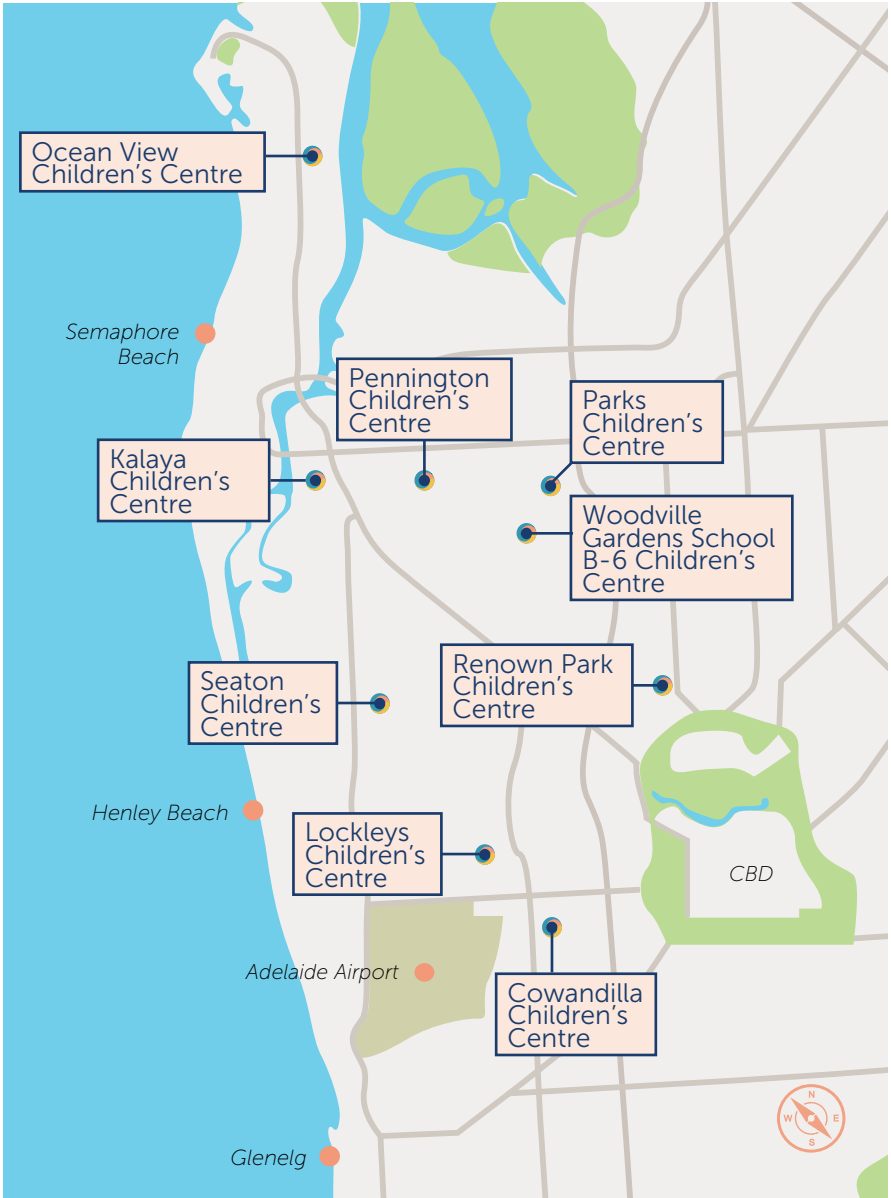 Ocean View
Children's Centre
Semaphore
Beach
Pennington
Children's
Centre
Parks
Children's
Centre
Kalaya
Children's
Centre
Woodville
Gardens School
B-6 Children's
Centre
Renown Park
Children's
Centre
Seaton
Children's
Centre
Henley Beach
Lockleys
Children's
Centre
CBD
Adelaide Airport
Cowandilla
Children's
Centre
N
W
E
S
Glenelg